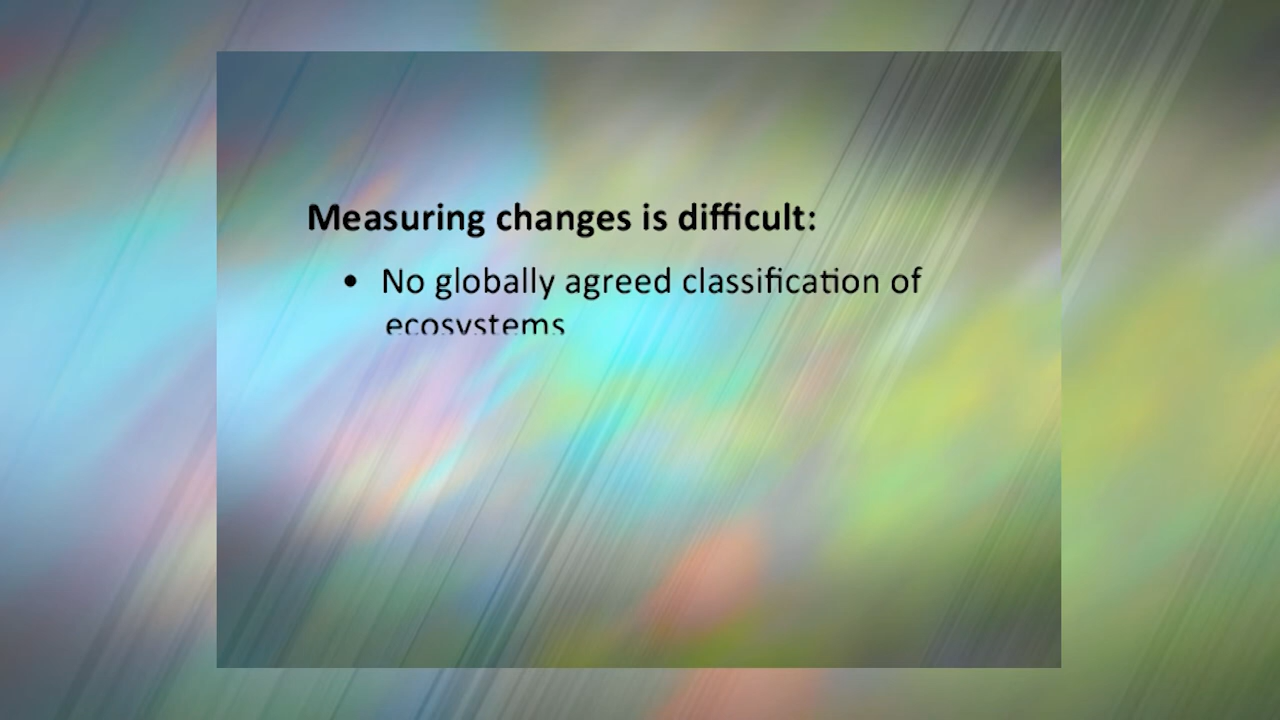 Measuring changes is difficult:
• No globally agreed classification of
ecosystems